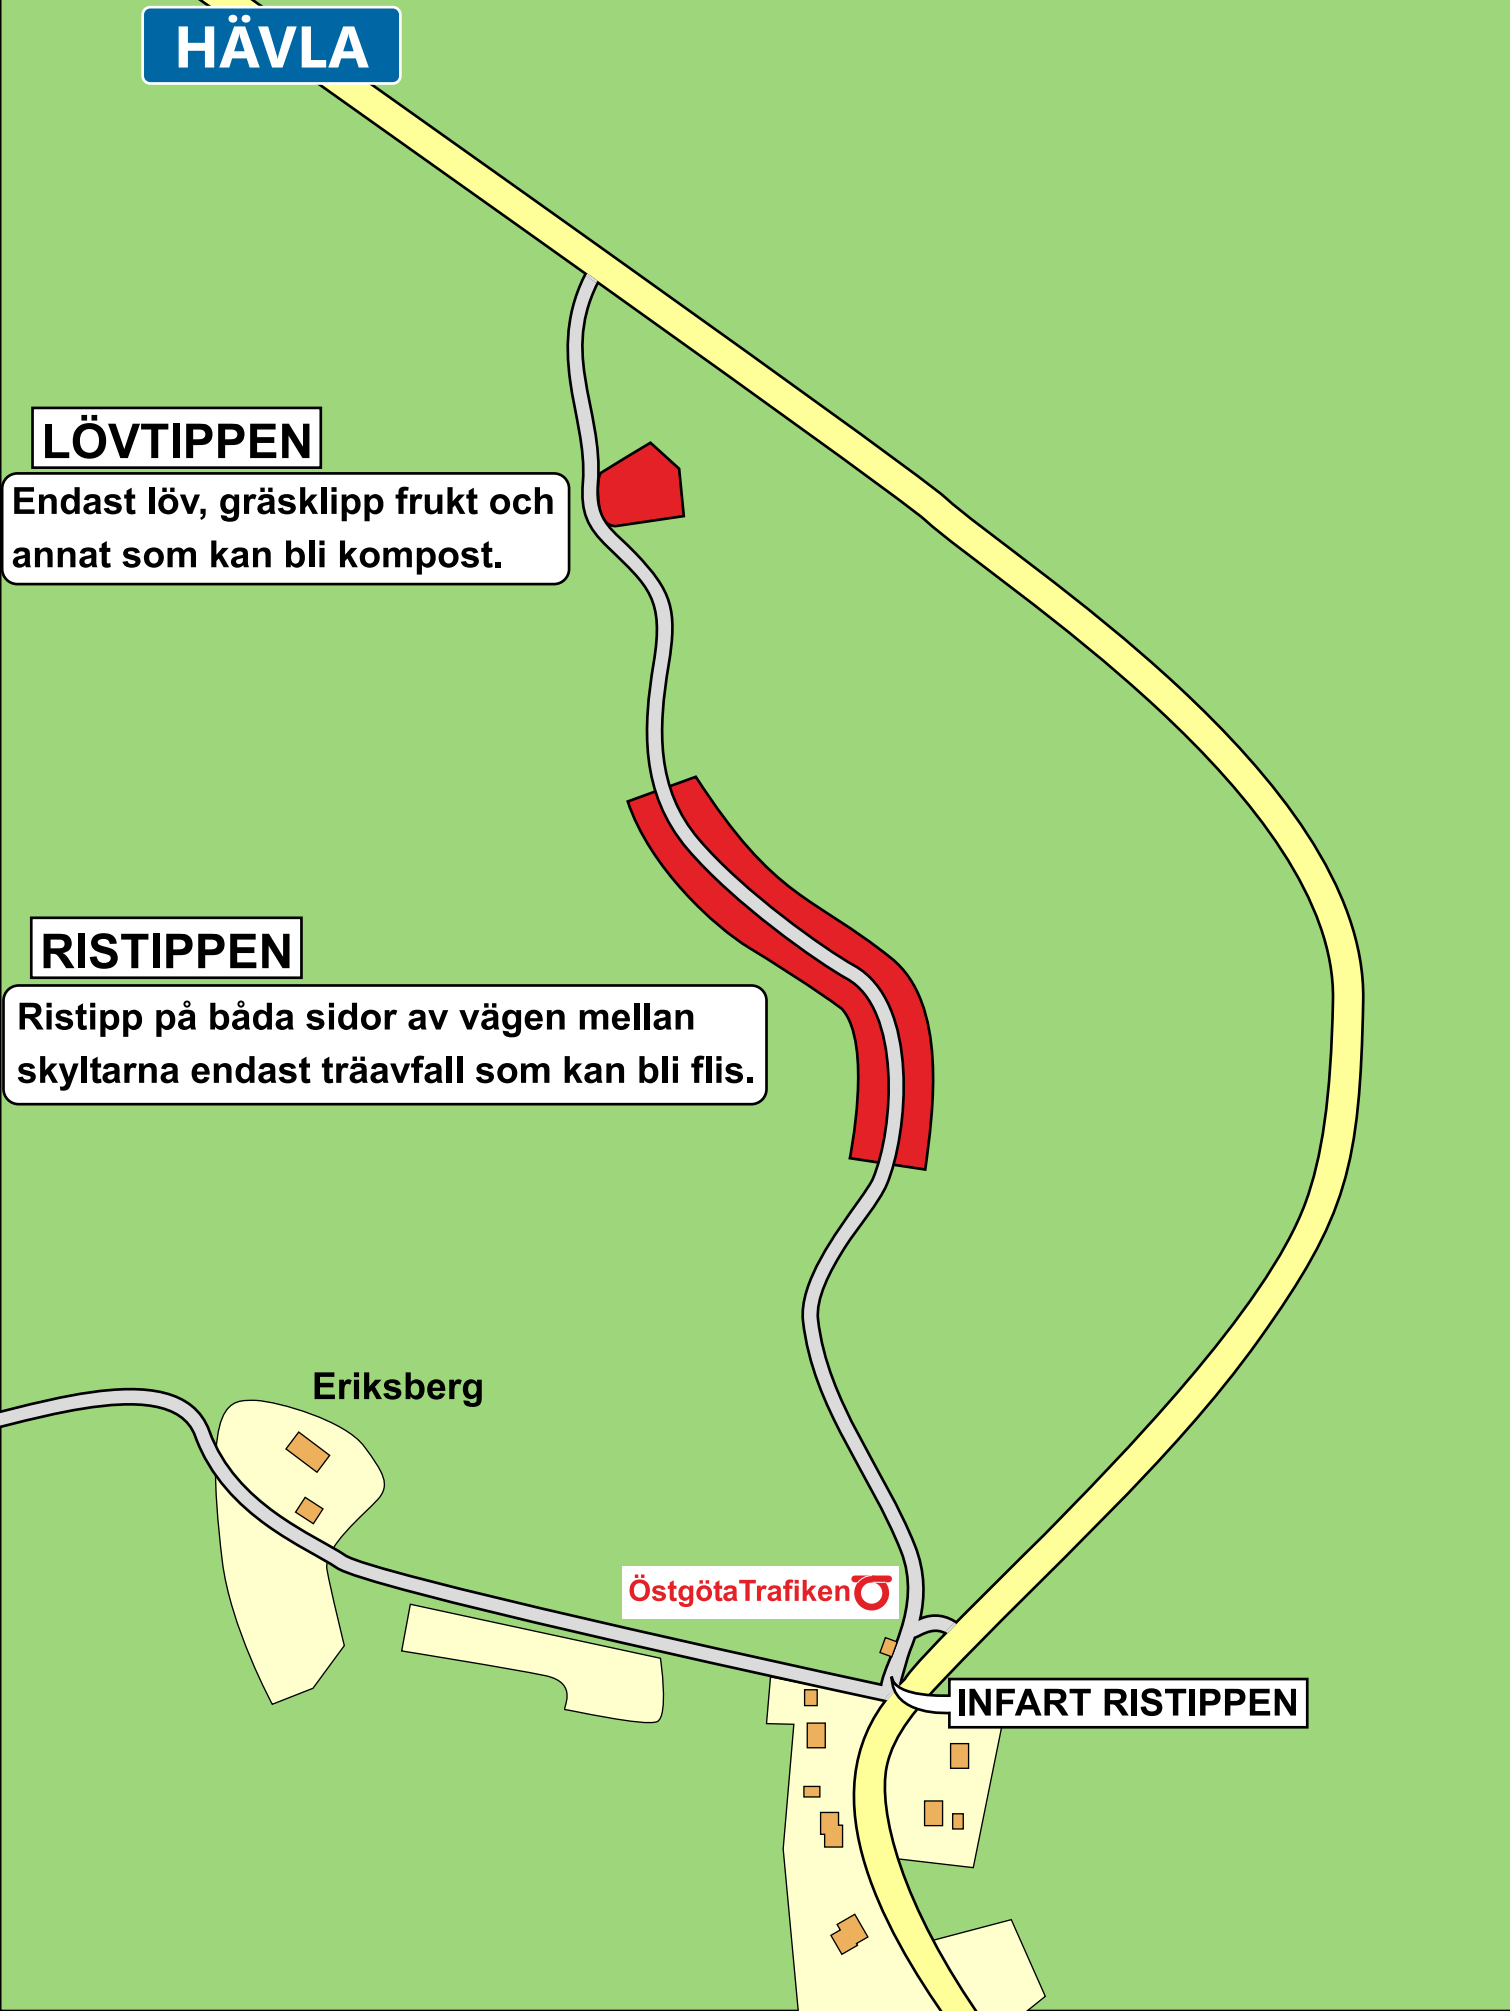 HÄVLA
LÖVTIPPEN
Endast löv, gräsklipp frukt och
annat som kan bli kompost.
RISTIPPEN
Ristipp på båda sidor av vägen mellan
skyltarna endast träavfall som kan bli flis.
Eriksberg
ÖstgötaTrafiken
INFART RISTIPPEN